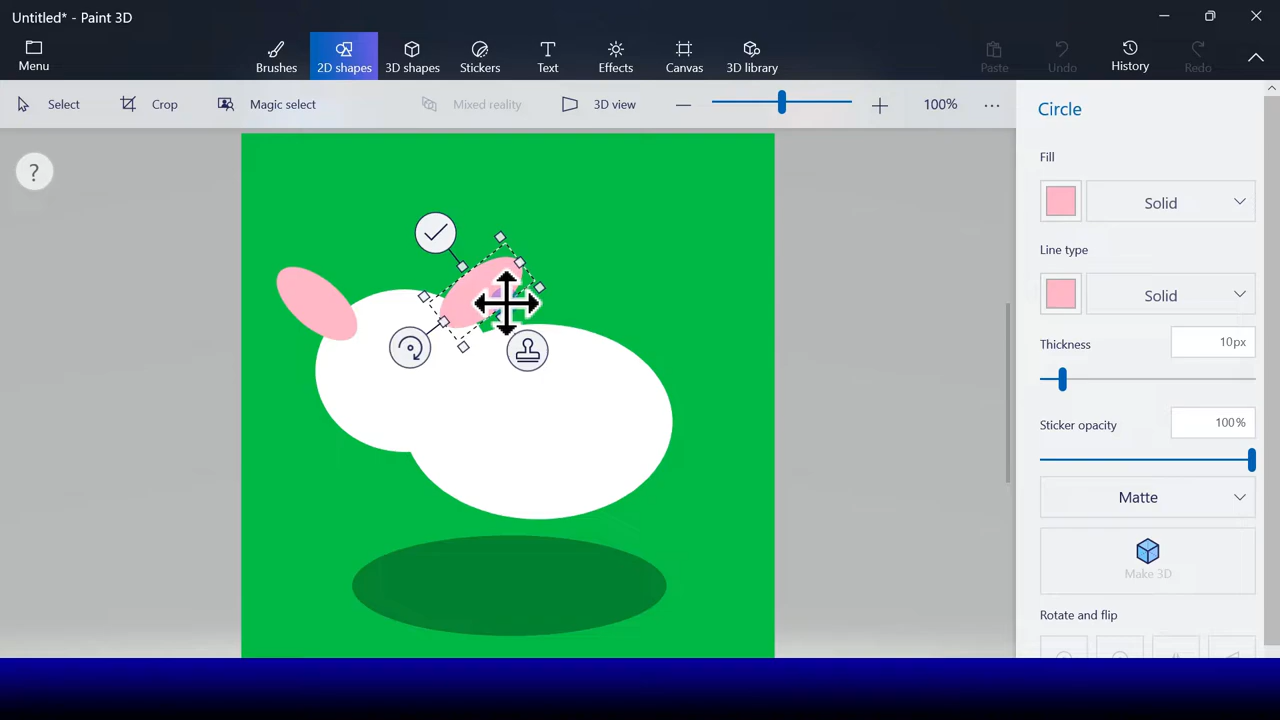 Untitled* - Paint 3D
Menu
Brushes
2D shapes
3D shapes
Stickers
Text
Effects
Canvas
3D library
Paste
Undo
History
Redo
Select
Crop
Magic select
Mixed reality
3D view
100%
?
Circle
Fill
Solid
Line type
Solid
Thickness
10px
Sticker opacity
100%
Matte
Make 3D
Rotate and flip